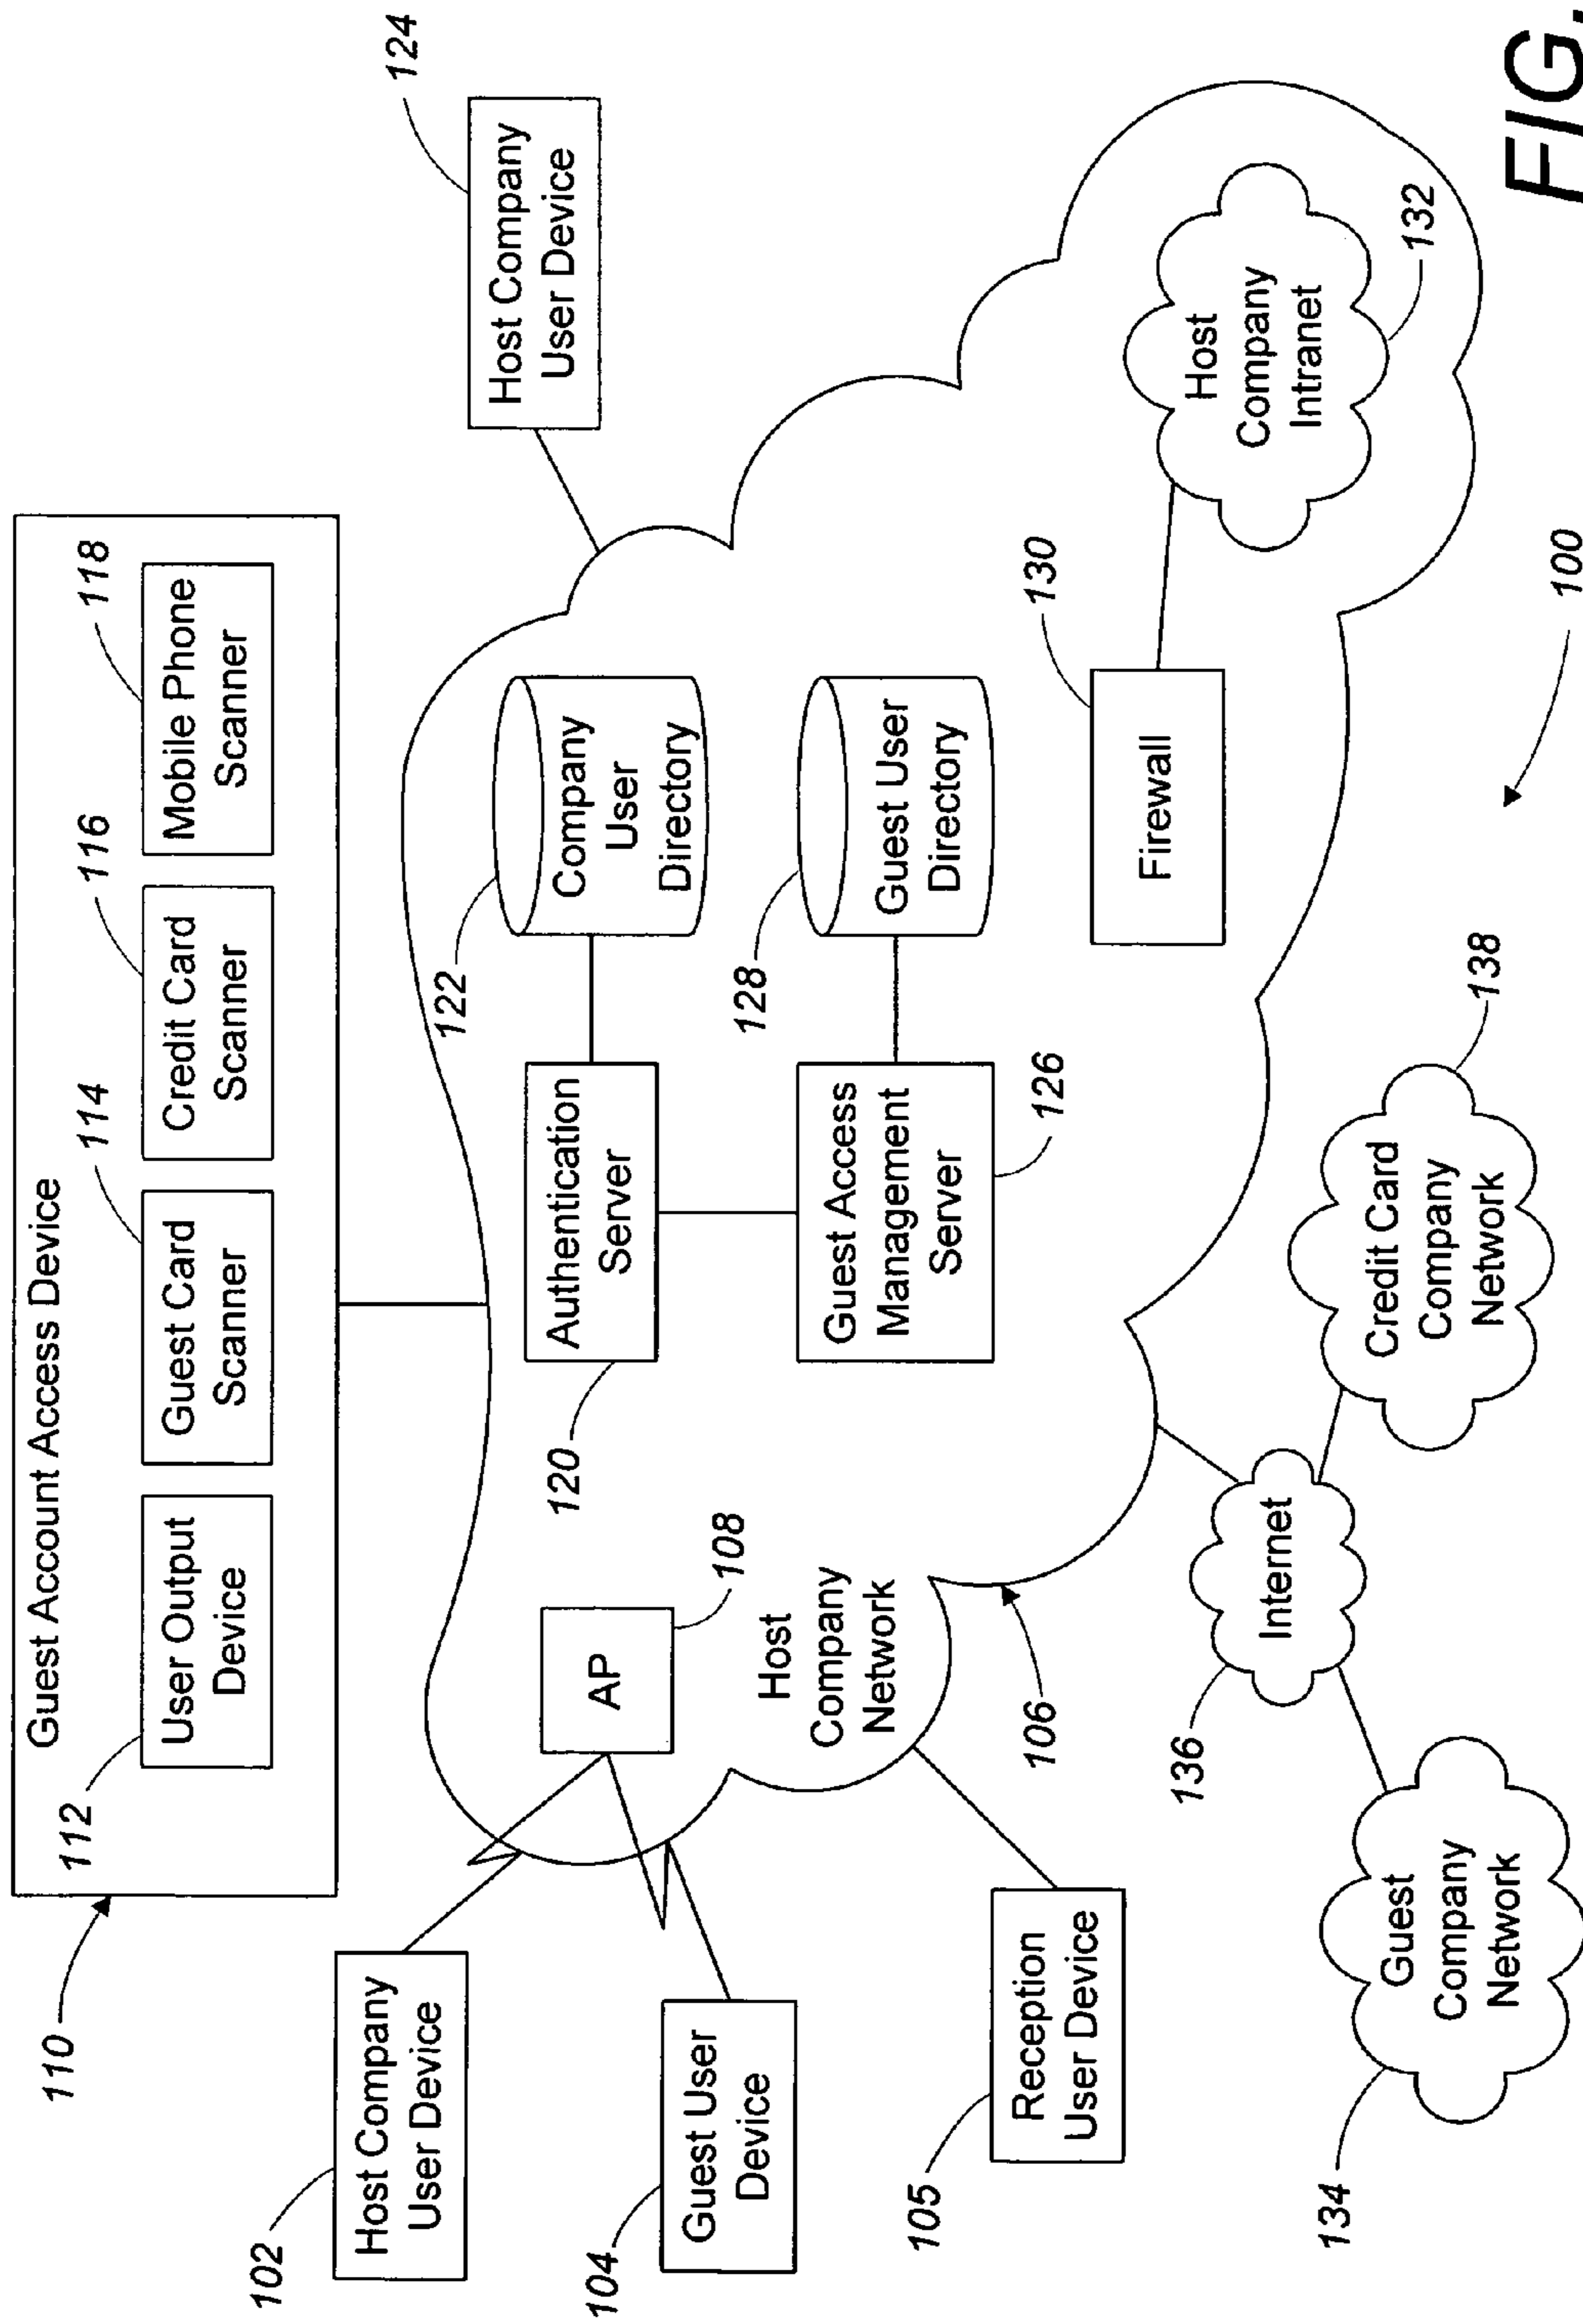 110
Guest Account Access Device
112
114
116
118
User Output
Device
Guest Card
Scanner
Credit Card
Scanner
Mobile Phone
Scanner
102
Host Company
User Device
124
Host Company
User Device
104
Guest User
Device
108
AP
120
Authentication
Server
122
Company
User
Directory
128
Guest User
Directory
Guest Access
Management
Server
126
Host
Company
Network
106
105
Reception
User Device
130
Firewall
Host
Company
Intranet
132
136
Internet
134
Guest
Company
Network
138
Credit Card
Company
Network
100
FIG.